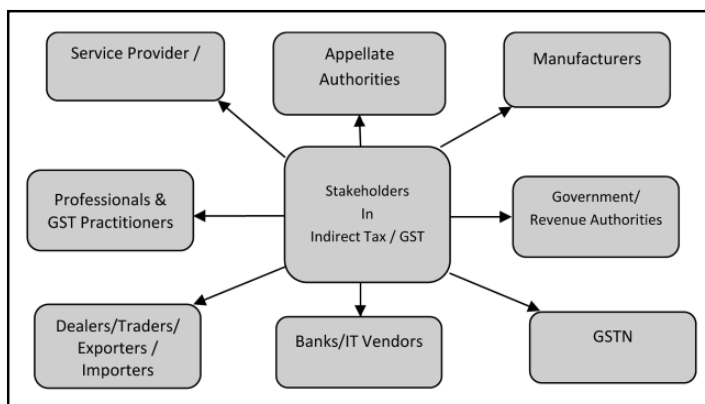 Service Provider /
Appellate
Authorities
Manufacturers
Professionals &
GST Practitioners
Stakeholders
In
Indirect Tax / GST
Government/
Revenue Authorities
Dealers/Traders/
Exporters /
Importers
Banks/IT Vendors
GSTN